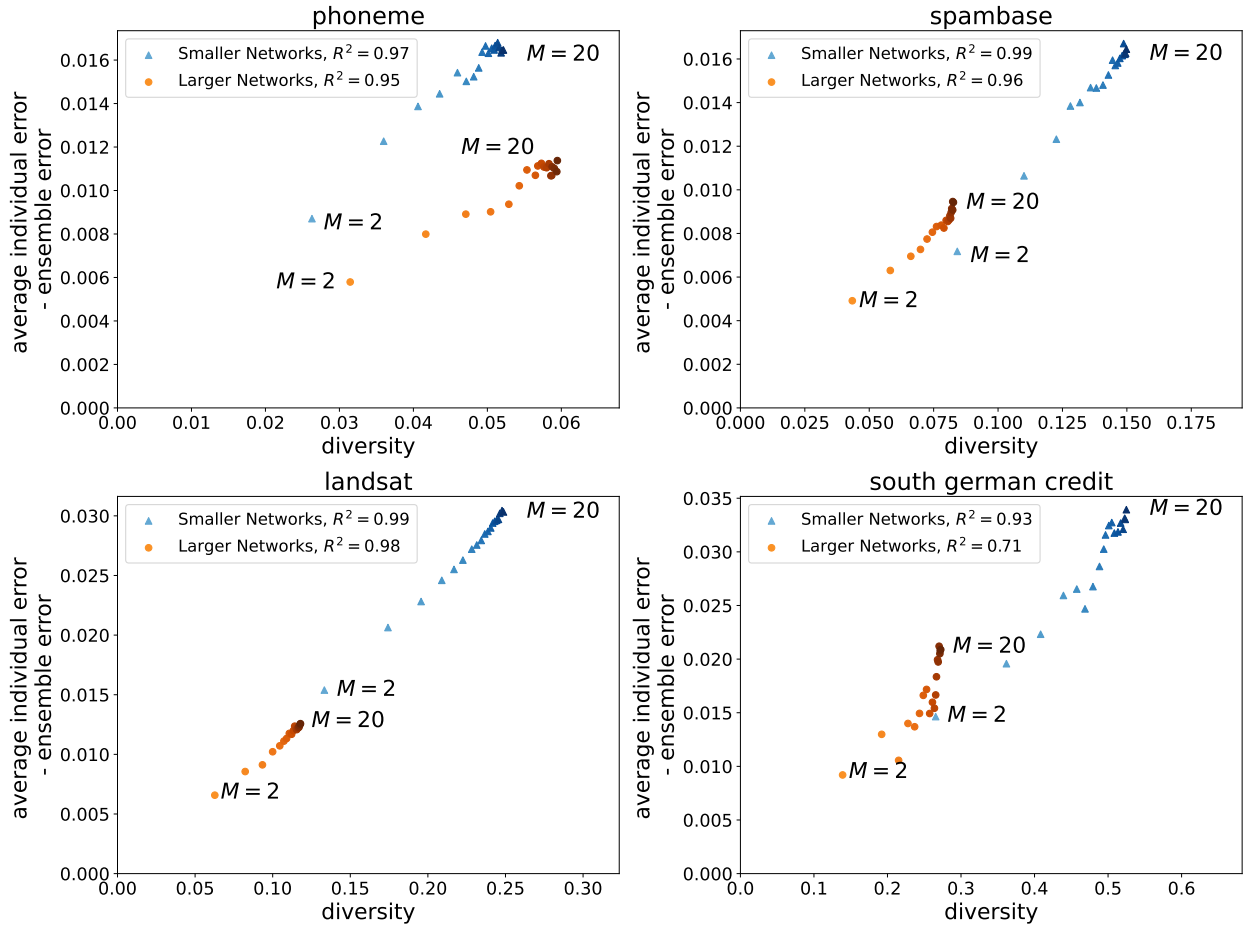 phoneme
average individual error
- ensemble error
0.016
0.014
0.012
0.010
0.008
0.006
0.004
0.002
0.000
Smaller Networks, R² = 0.97
Larger Networks, R² = 0.95
M = 20
M = 20
M = 2
M = 2
0.00 0.01 0.02 0.03 0.04 0.05 0.06
diversity
spambase
average individual error
- ensemble error
0.016
0.014
0.012
0.010
0.008
0.006
0.004
0.002
0.000
Smaller Networks, R² = 0.99
Larger Networks, R² = 0.96
M = 20
M = 20
M = 2
M = 2
0.000 0.025 0.050 0.075 0.100 0.125 0.150 0.175
diversity
landsat
average individual error
- ensemble error
0.030
0.025
0.020
0.015
0.010
0.005
0.000
Smaller Networks, R² = 0.99
Larger Networks, R² = 0.98
M = 20
M = 2
M = 20
M = 2
0.00 0.05 0.10 0.15 0.20 0.25 0.30
diversity
south german credit
average individual error
- ensemble error
0.035
0.030
0.025
0.020
0.015
0.010
0.005
0.000
Smaller Networks, R² = 0.93
Larger Networks, R² = 0.71
M = 20
M = 20
M = 2
M = 2
0.0 0.1 0.2 0.3 0.4 0.5 0.6
diversity